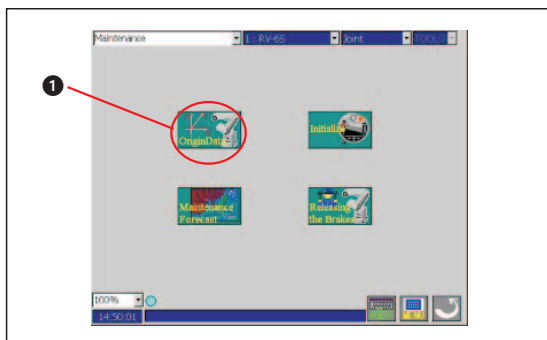 Maintenance 1 : RV-6S Joint TOOL0
1
OriginData
Initialize
Maintenance
Forecast
Releasing
the Brakes
100%
14:50:01